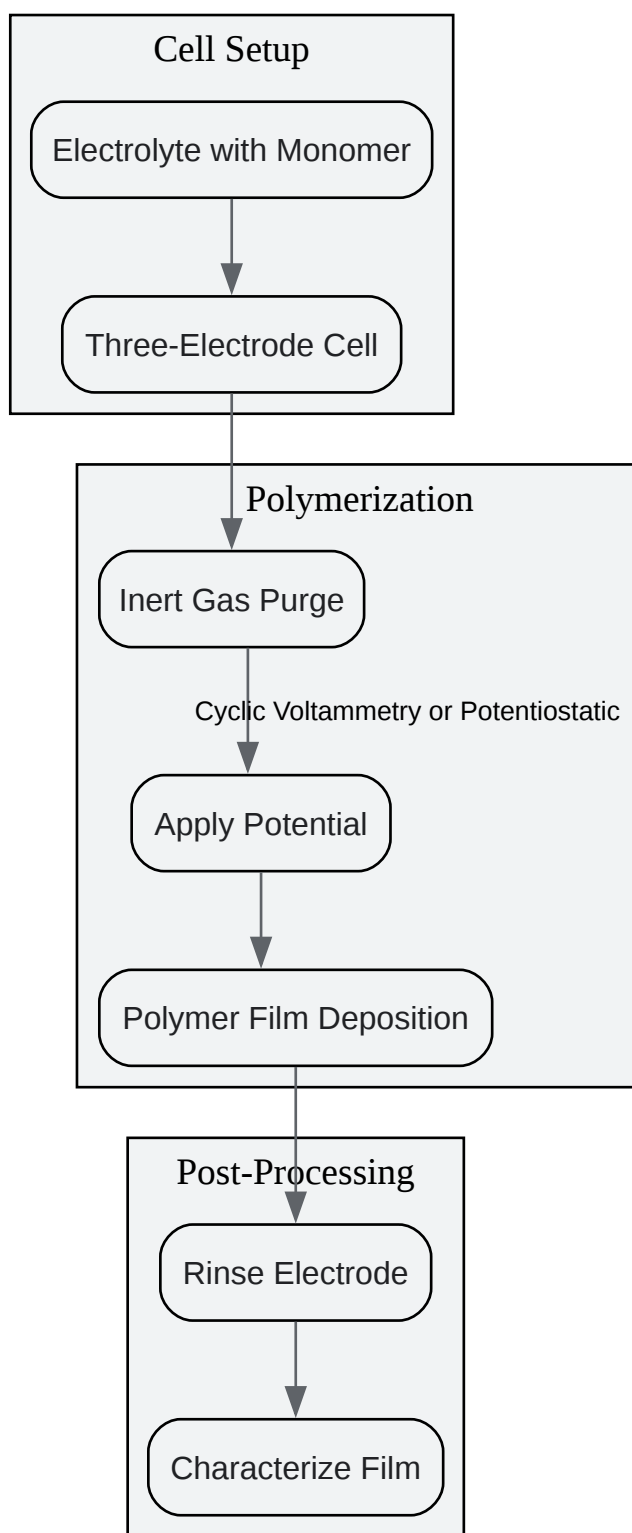 Cell Setup
Electrolyte with Monomer
Three-Electrode Cell
Polymerization
Inert Gas Purge
Cyclic Voltammetry or Potentiostatic
Apply Potential
Polymer Film Deposition
Post-Processing
Rinse Electrode
Characterize Film